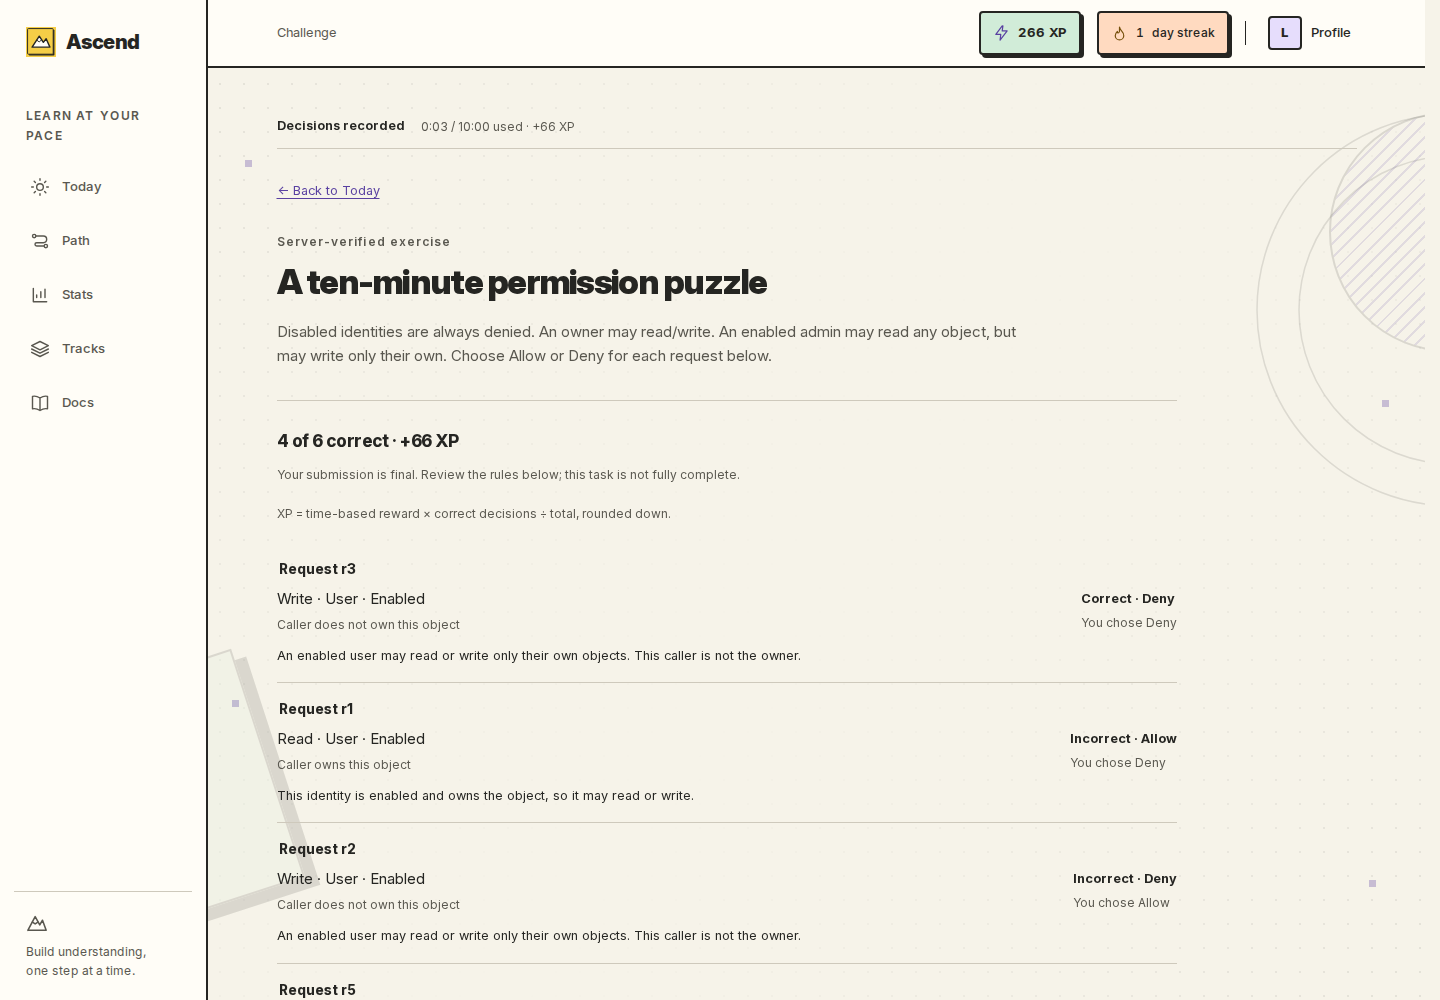 Ascend
LEARN AT YOUR
PACE
Today
Path
Stats
Tracks
Docs
Build understanding,
one step at a time.
Challenge
266 XP
1 day streak
L
Profile
Decisions recorded
0:03 / 10:00 used · +66 XP
← Back to Today
Server-verified exercise
A ten-minute permission puzzle
Disabled identities are always denied. An owner may read/write. An enabled admin may read any object, but
may write only their own. Choose Allow or Deny for each request below.
4 of 6 correct · +66 XP
Your submission is final. Review the rules below; this task is not fully complete.
XP = time-based reward × correct decisions ÷ total, rounded down.
Request r3
Write · User · Enabled
Correct · Deny
Caller does not own this object
You chose Deny
An enabled user may read or write only their own objects. This caller is not the owner.
Request r1
Read · User · Enabled
Incorrect · Allow
Caller owns this object
You chose Deny
This identity is enabled and owns the object, so it may read or write.
Request r2
Write · User · Enabled
Incorrect · Deny
Caller does not own this object
You chose Allow
An enabled user may read or write only their own objects. This caller is not the owner.
Request r5